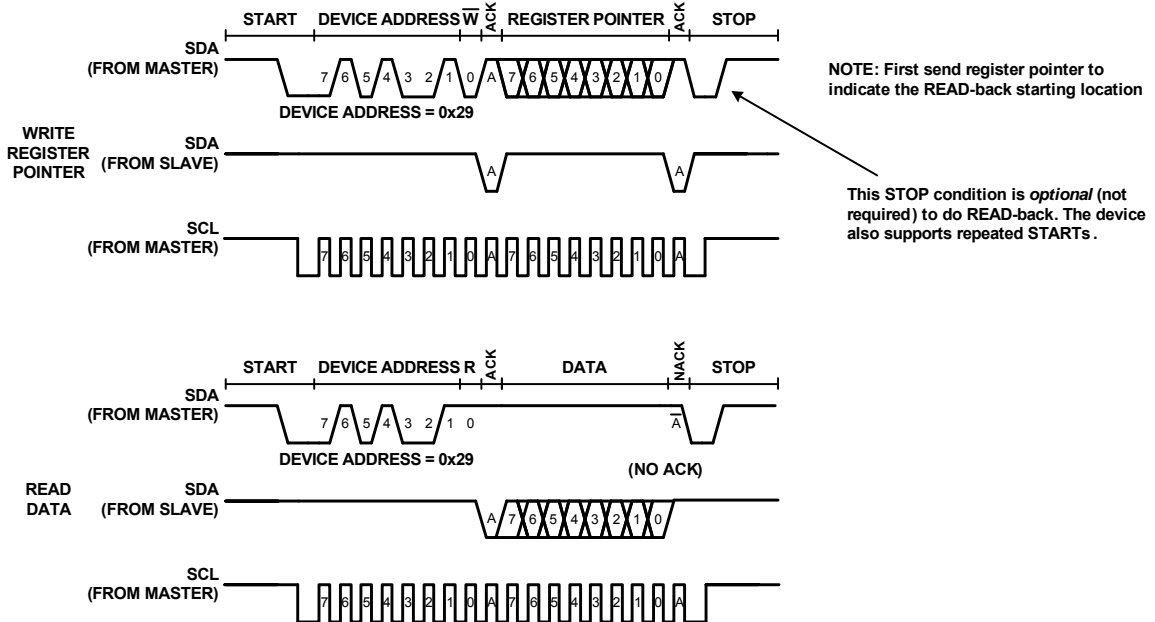 START DEVICE ADDRESS W ACK REGISTER POINTER ACK STOP
SDA
(FROM MASTER)
7 6 5 4 3 2 1 0 A 7 6 5 4 3 2 1 0
DEVICE ADDRESS = 0x29
NOTE: First send register pointer to
indicate the READ-back starting location
WRITE
REGISTER
POINTER
SDA
(FROM SLAVE)
A A
This STOP condition is optional (not
required) to do READ-back. The device
also supports repeated STARTs.
SCL
(FROM MASTER)
7 6 5 4 3 2 1 0 A 7 6 5 4 3 2 1 0 A
START DEVICE ADDRESS R ACK DATA NACK STOP
SDA
(FROM MASTER)
7 6 5 4 3 2 1 0 A
DEVICE ADDRESS = 0x29
(NO ACK)
READ
DATA
SDA
(FROM SLAVE)
A 7 6 5 4 3 2 1 0
SCL
(FROM MASTER)
7 6 5 4 3 2 1 0 A 7 6 5 4 3 2 1 0 A